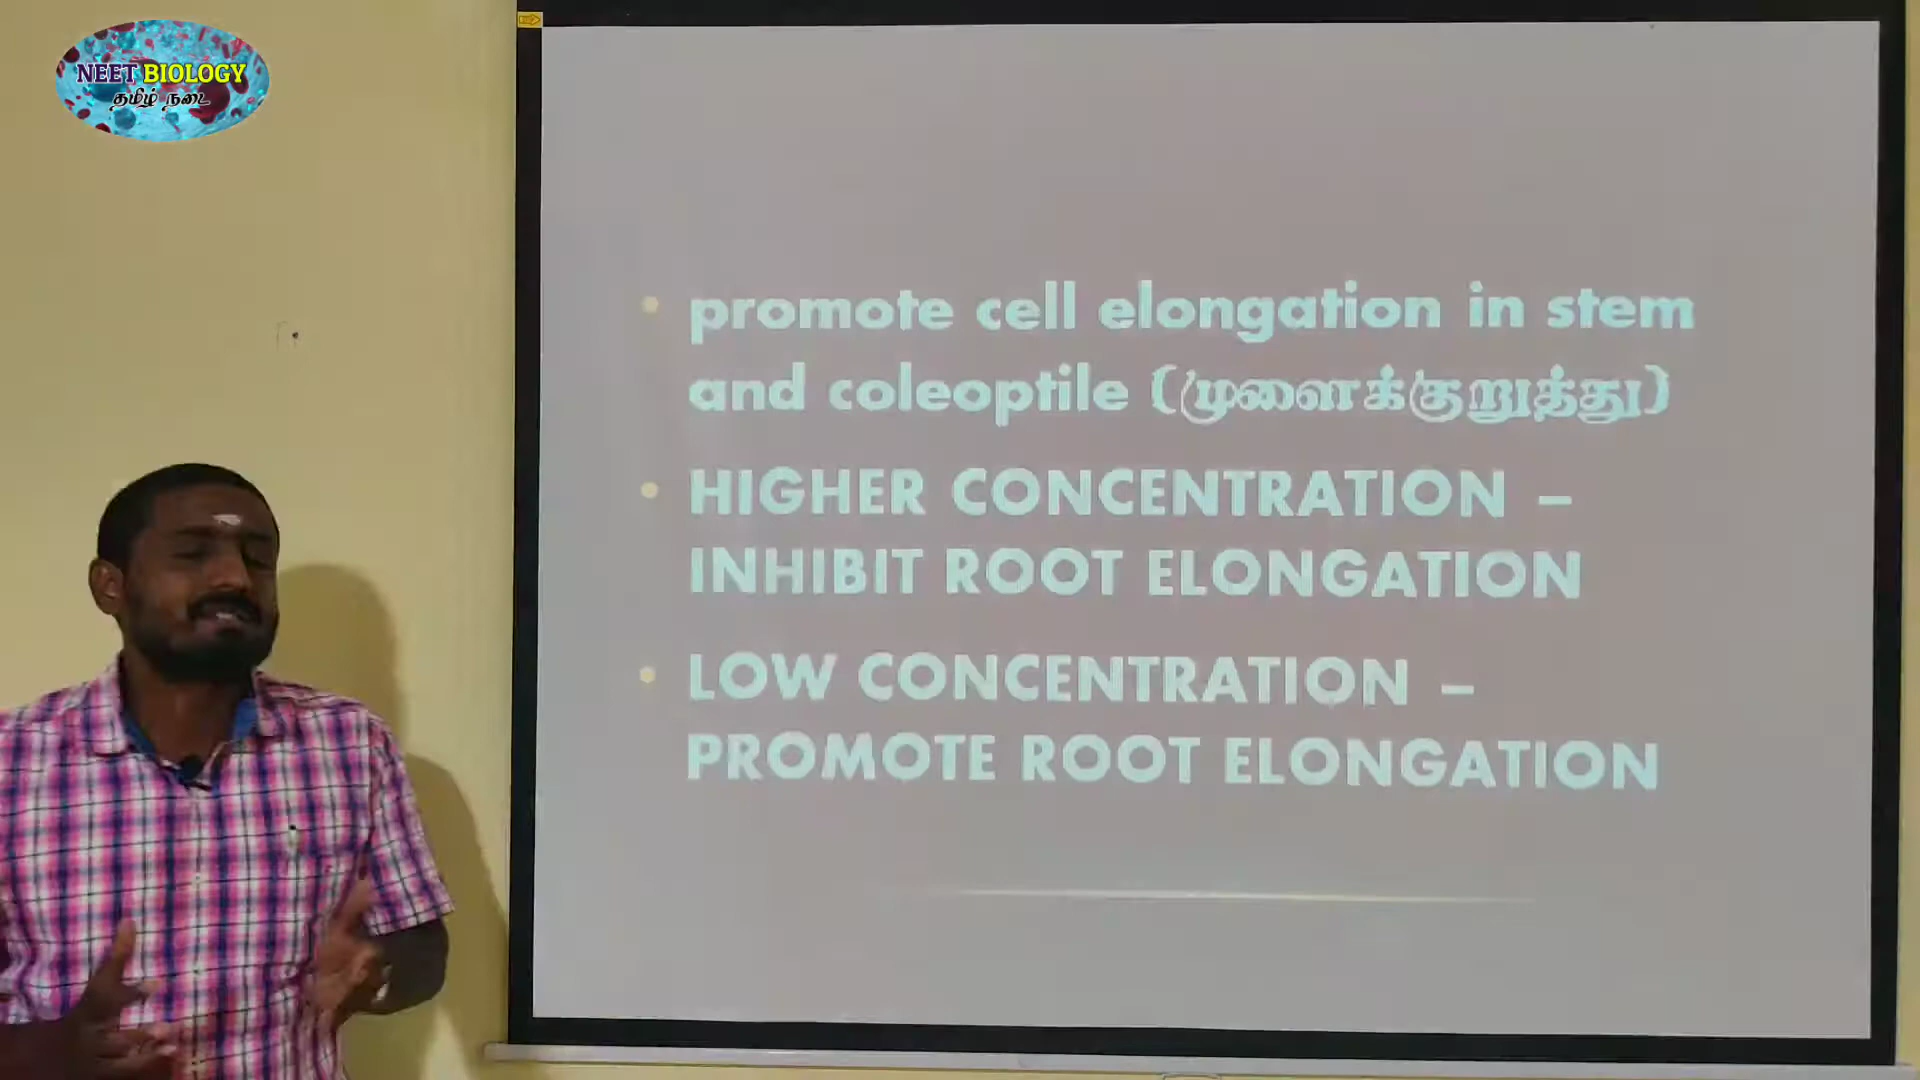 NEET BIOLOGY
தமிழ் நடை
• promote cell elongation in stem
and coleoptile (முளைக்குறுத்து)
• HIGHER CONCENTRATION –
INHIBIT ROOT ELONGATION
• LOW CONCENTRATION –
PROMOTE ROOT ELONGATION